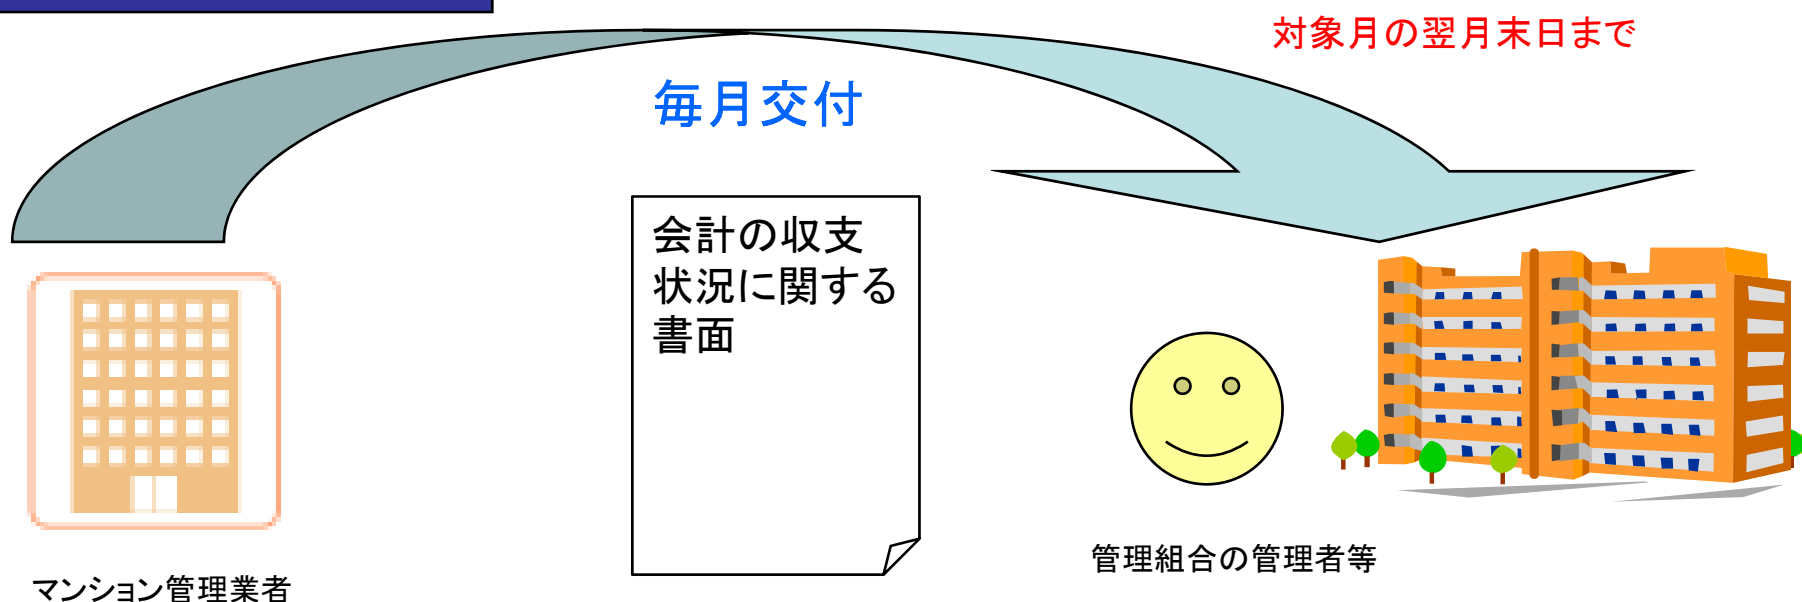 対象月の翌月末日まで
毎月交付
会計の収支
状況に関する
書面
管理組合の管理者等
マンション管理業者